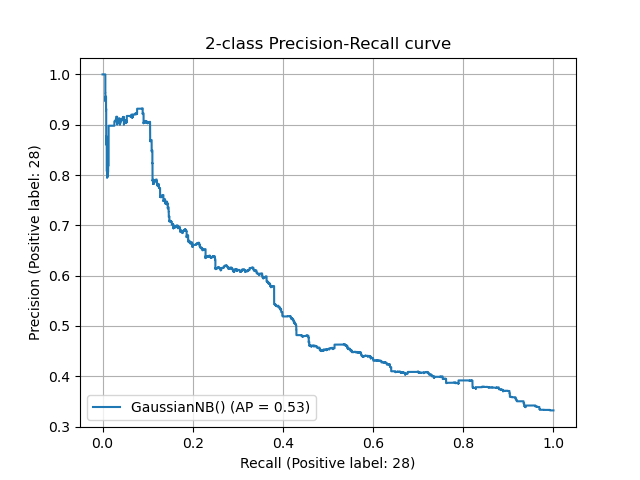 2-class Precision-Recall curve
1.0
0.9
0.8
0.7
0.6
0.5
0.4
0.3
Precision (Positive label: 28)
GaussianNB() (AP = 0.53)
0.0 0.2 0.4 0.6 0.8 1.0
Recall (Positive label: 28)